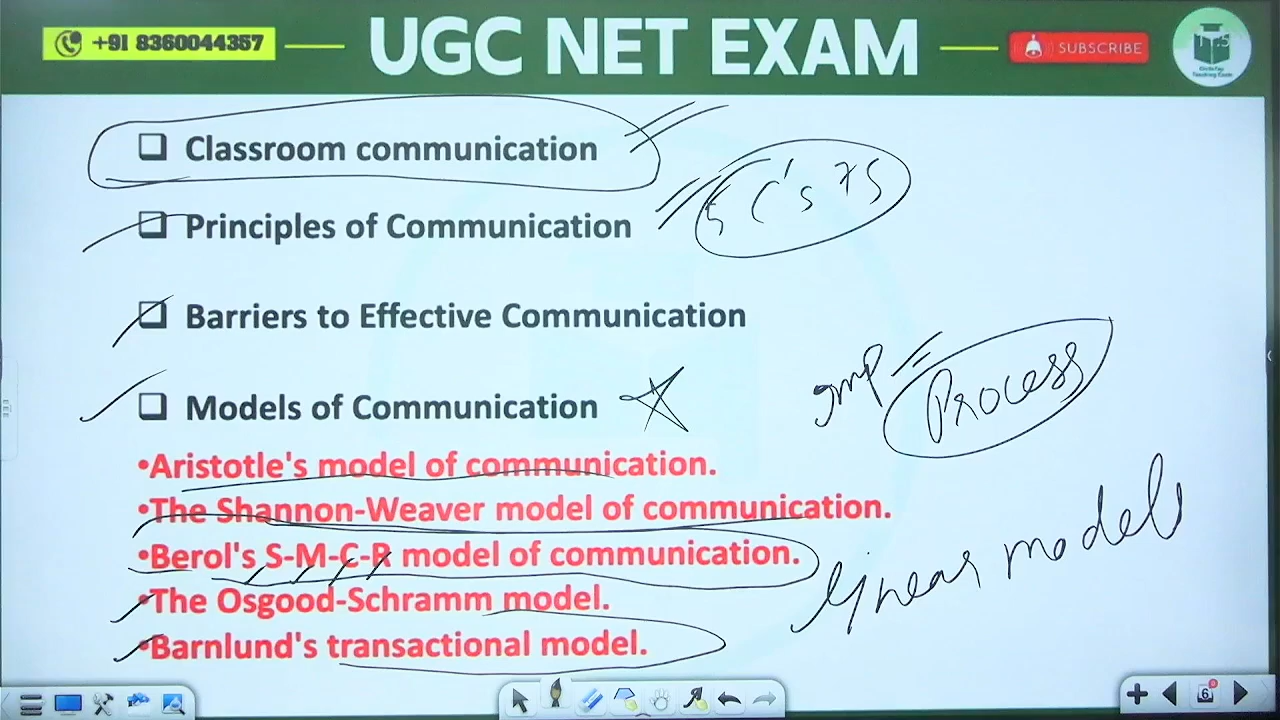 +91 8360044357
UGC NET EXAM
SUBSCRIBE
Classroom communication
Principles of Communication
5 C's 7S
Barriers to Effective Communication
Models of Communication
Imp
Process
•Aristotle's model of communication.
•The Shannon-Weaver model of communication.
•Berol's S-M-C-R model of communication.
Linear model
•The Osgood-Schramm model.
•Barnlund's transactional model.
6